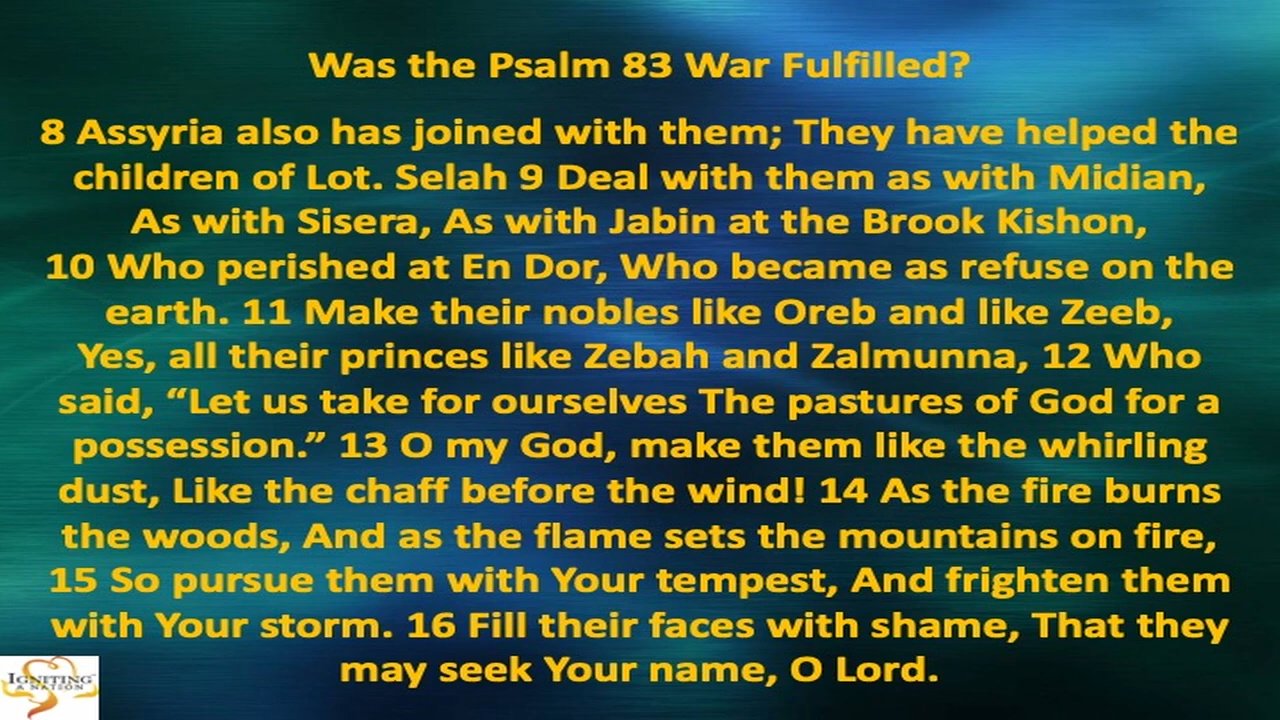 Was the Psalm 83 War Fulfilled?
8 Assyria also has joined with them; They have helped the
children of Lot. Selah 9 Deal with them as with Midian,
As with Sisera, As with Jabin at the Brook Kishon,
10 Who perished at En Dor, Who became as refuse on the
earth. 11 Make their nobles like Oreb and like Zeeb,
Yes, all their princes like Zebah and Zalmunna, 12 Who
said, “Let us take for ourselves The pastures of God for a
possession.” 13 O my God, make them like the whirling
dust, Like the chaff before the wind! 14 As the fire burns
the woods, And as the flame sets the mountains on fire,
15 So pursue them with Your tempest, And frighten them
with Your storm. 16 Fill their faces with shame, That they
may seek Your name, O Lord.
IGNITING
A NATION